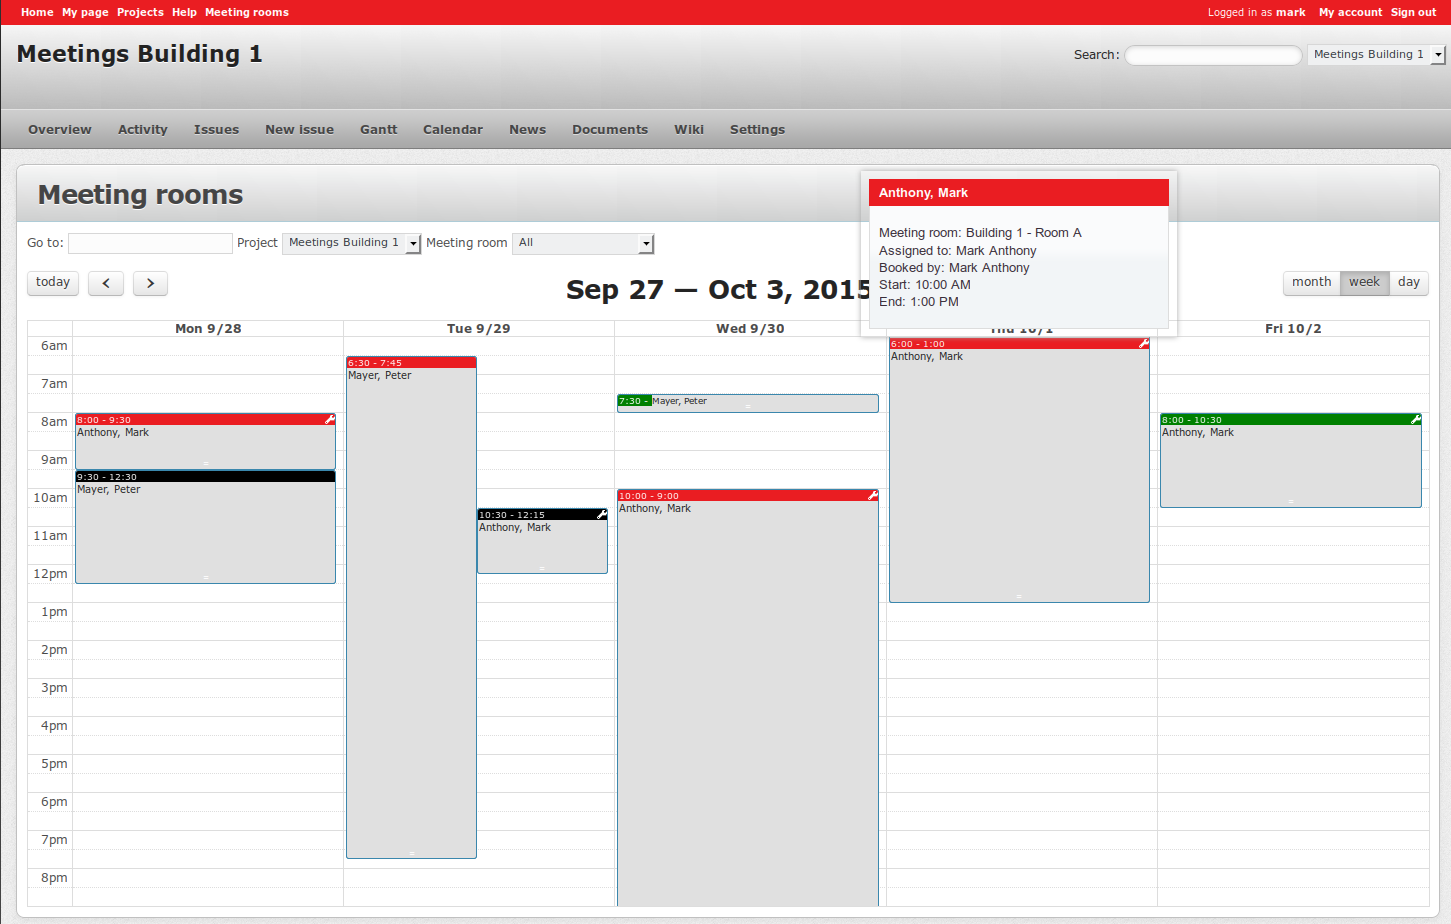 Home My page Projects Help Meeting rooms Logged in as mark My account Sign out
Meetings Building 1
Search: Meetings Building 1
Overview Activity Issues New issue Gantt Calendar News Documents Wiki Settings
Meeting rooms
Anthony, Mark
Meeting room: Building 1 - Room A
Assigned to: Mark Anthony
Booked by: Mark Anthony
Start: 10:00 AM
End: 1:00 PM
Go to: Project Meetings Building 1 Meeting room All
today < > Sep 27 — Oct 3, 2015 month week day
Mon 9/28 Tue 9/29 Wed 9/30 Thu 10/1 Fri 10/2
6am
7am
8am
9am
10am
11am
12pm
1pm
2pm
3pm
4pm
5pm
6pm
7pm
8pm
8:00 - 9:30
Anthony, Mark
9:30 - 12:30
Mayer, Peter
6:30 - 7:45
Mayer, Peter
10:30 - 12:15
Anthony, Mark
7:30 - Mayer, Peter
10:00 - 9:00
Anthony, Mark
6:00 - 1:00
Anthony, Mark
8:00 - 10:30
Anthony, Mark